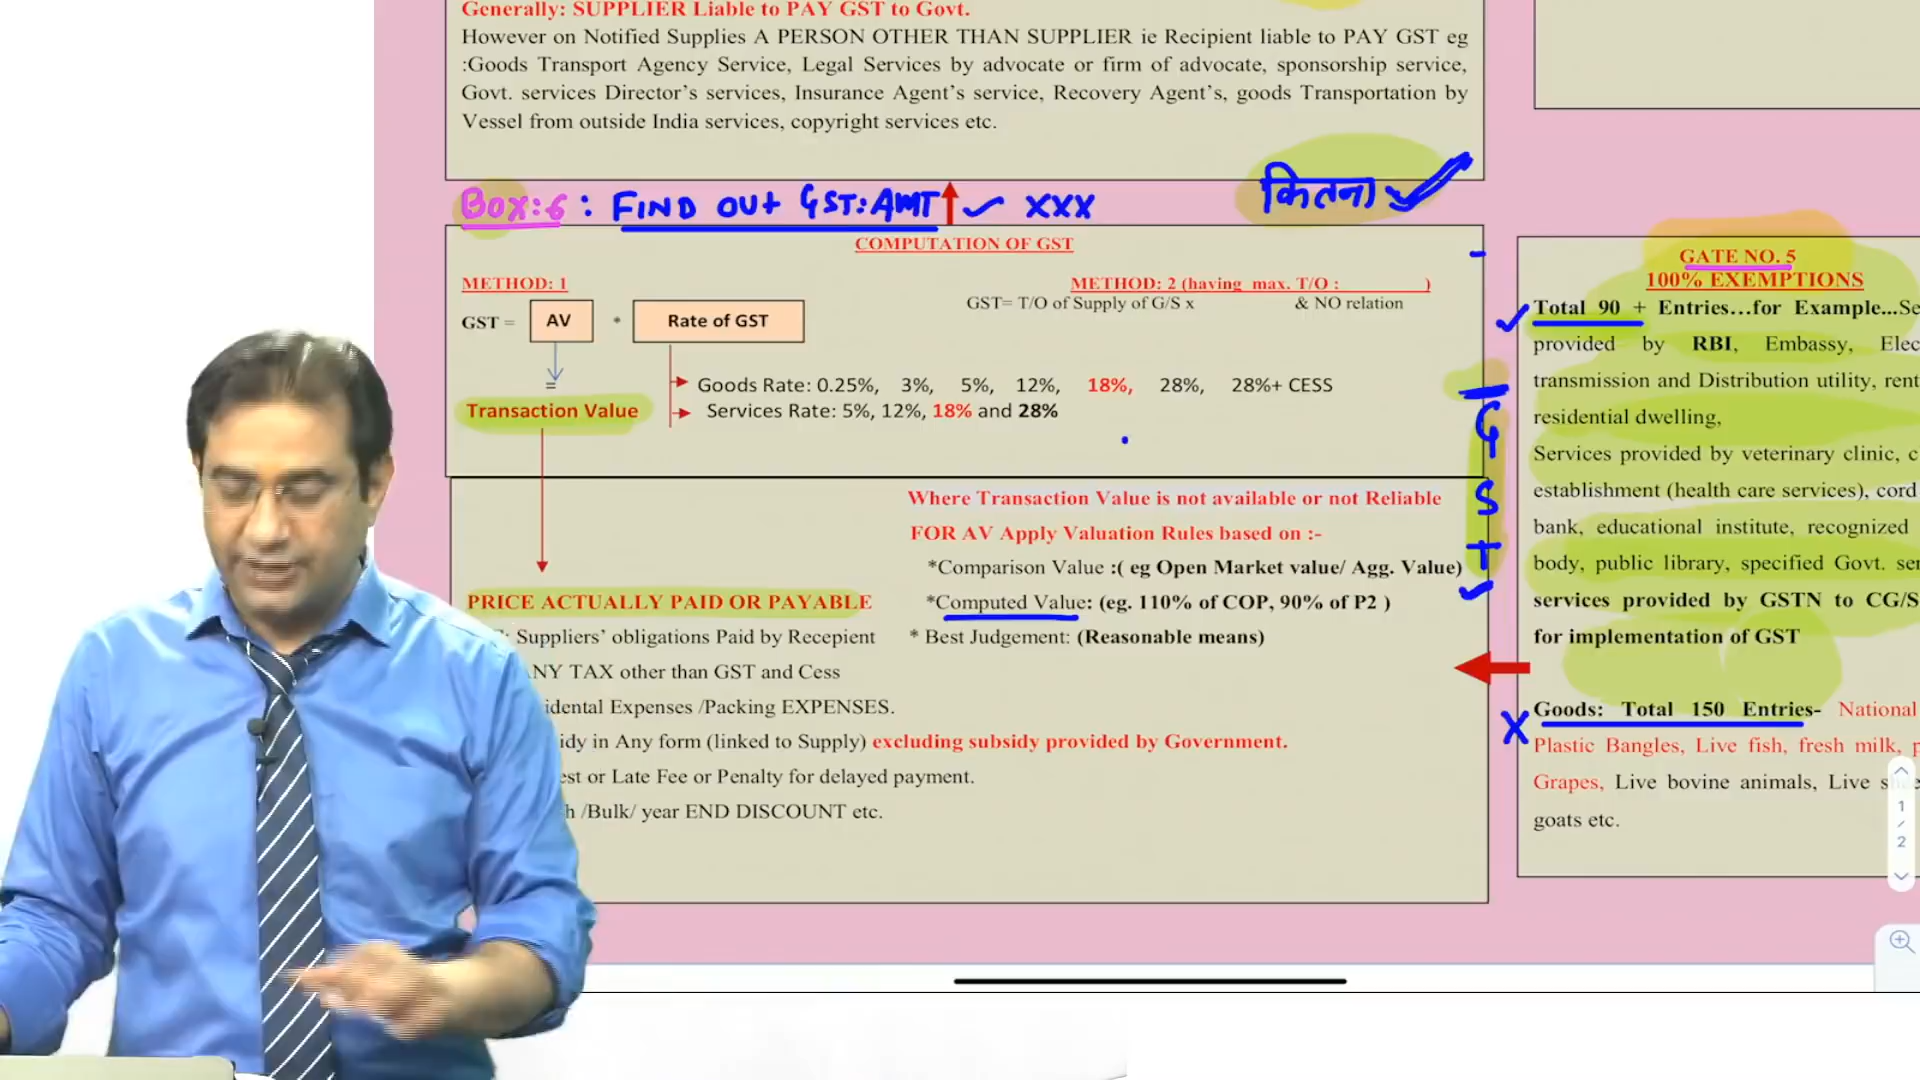 Generally: SUPPLIER Liable to PAY GST to Govt.
However on Notified Supplies A PERSON OTHER THAN SUPPLIER ie Recipient liable to PAY GST eg
:Goods Transport Agency Service, Legal Services by advocate or firm of advocate, sponsorship service,
Govt. services Director's services, Insurance Agent's service, Recovery Agent's, goods Transportation by
Vessel from outside India services, copyright services etc.
Box:6 : FIND OUT GST:AMT ✓ XXX
कितना
COMPUTATION OF GST
METHOD: 1
METHOD: 2 (having max. T/O : )
GST= T/O of Supply of G/S x & NO relation
GST = AV * Rate of GST
=
Goods Rate: 0.25%, 3%, 5%, 12%, 18%, 28%, 28%+ CESS
Transaction Value
Services Rate: 5%, 12%, 18% and 28%
Where Transaction Value is not available or not Reliable
FOR AV Apply Valuation Rules based on :-
*Comparison Value :( eg Open Market value/ Agg. Value)
*Computed Value: (eg. 110% of COP, 90% of P2 )
* Best Judgement: (Reasonable means)
PRICE ACTUALLY PAID OR PAYABLE
: Suppliers' obligations Paid by Recepient
NY TAX other than GST and Cess
idental Expenses /Packing EXPENSES.
idy in Any form (linked to Supply) excluding subsidy provided by Government.
est or Late Fee or Penalty for delayed payment.
h /Bulk/ year END DISCOUNT etc.
G
S
T
GATE NO. 5
100% EXEMPTIONS
Total 90 + Entries…for Example...Se
provided by RBI, Embassy, Elec
transmission and Distribution utility, rent
residential dwelling,
Services provided by veterinary clinic, c
establishment (health care services), cord
bank, educational institute, recognized
body, public library, specified Govt. ser
services provided by GSTN to CG/S
for implementation of GST
X Goods: Total 150 Entries- National
Plastic Bangles, Live fish, fresh milk, p
Grapes, Live bovine animals, Live
goats etc.
1
/
2